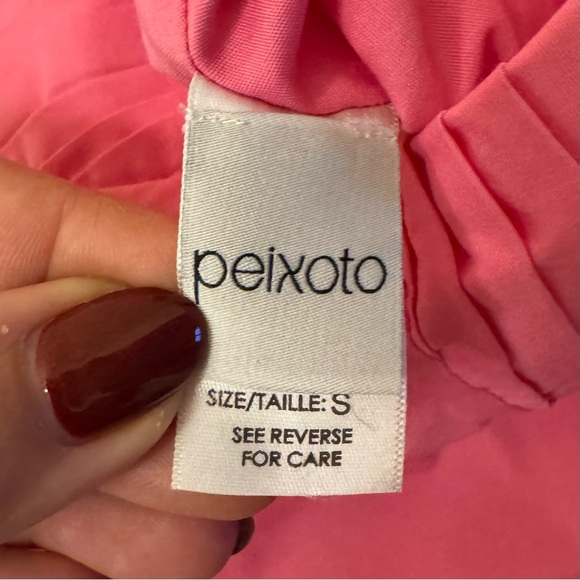 peixoto
SIZE/TAILLE: S
SEE REVERSE
FOR CARE